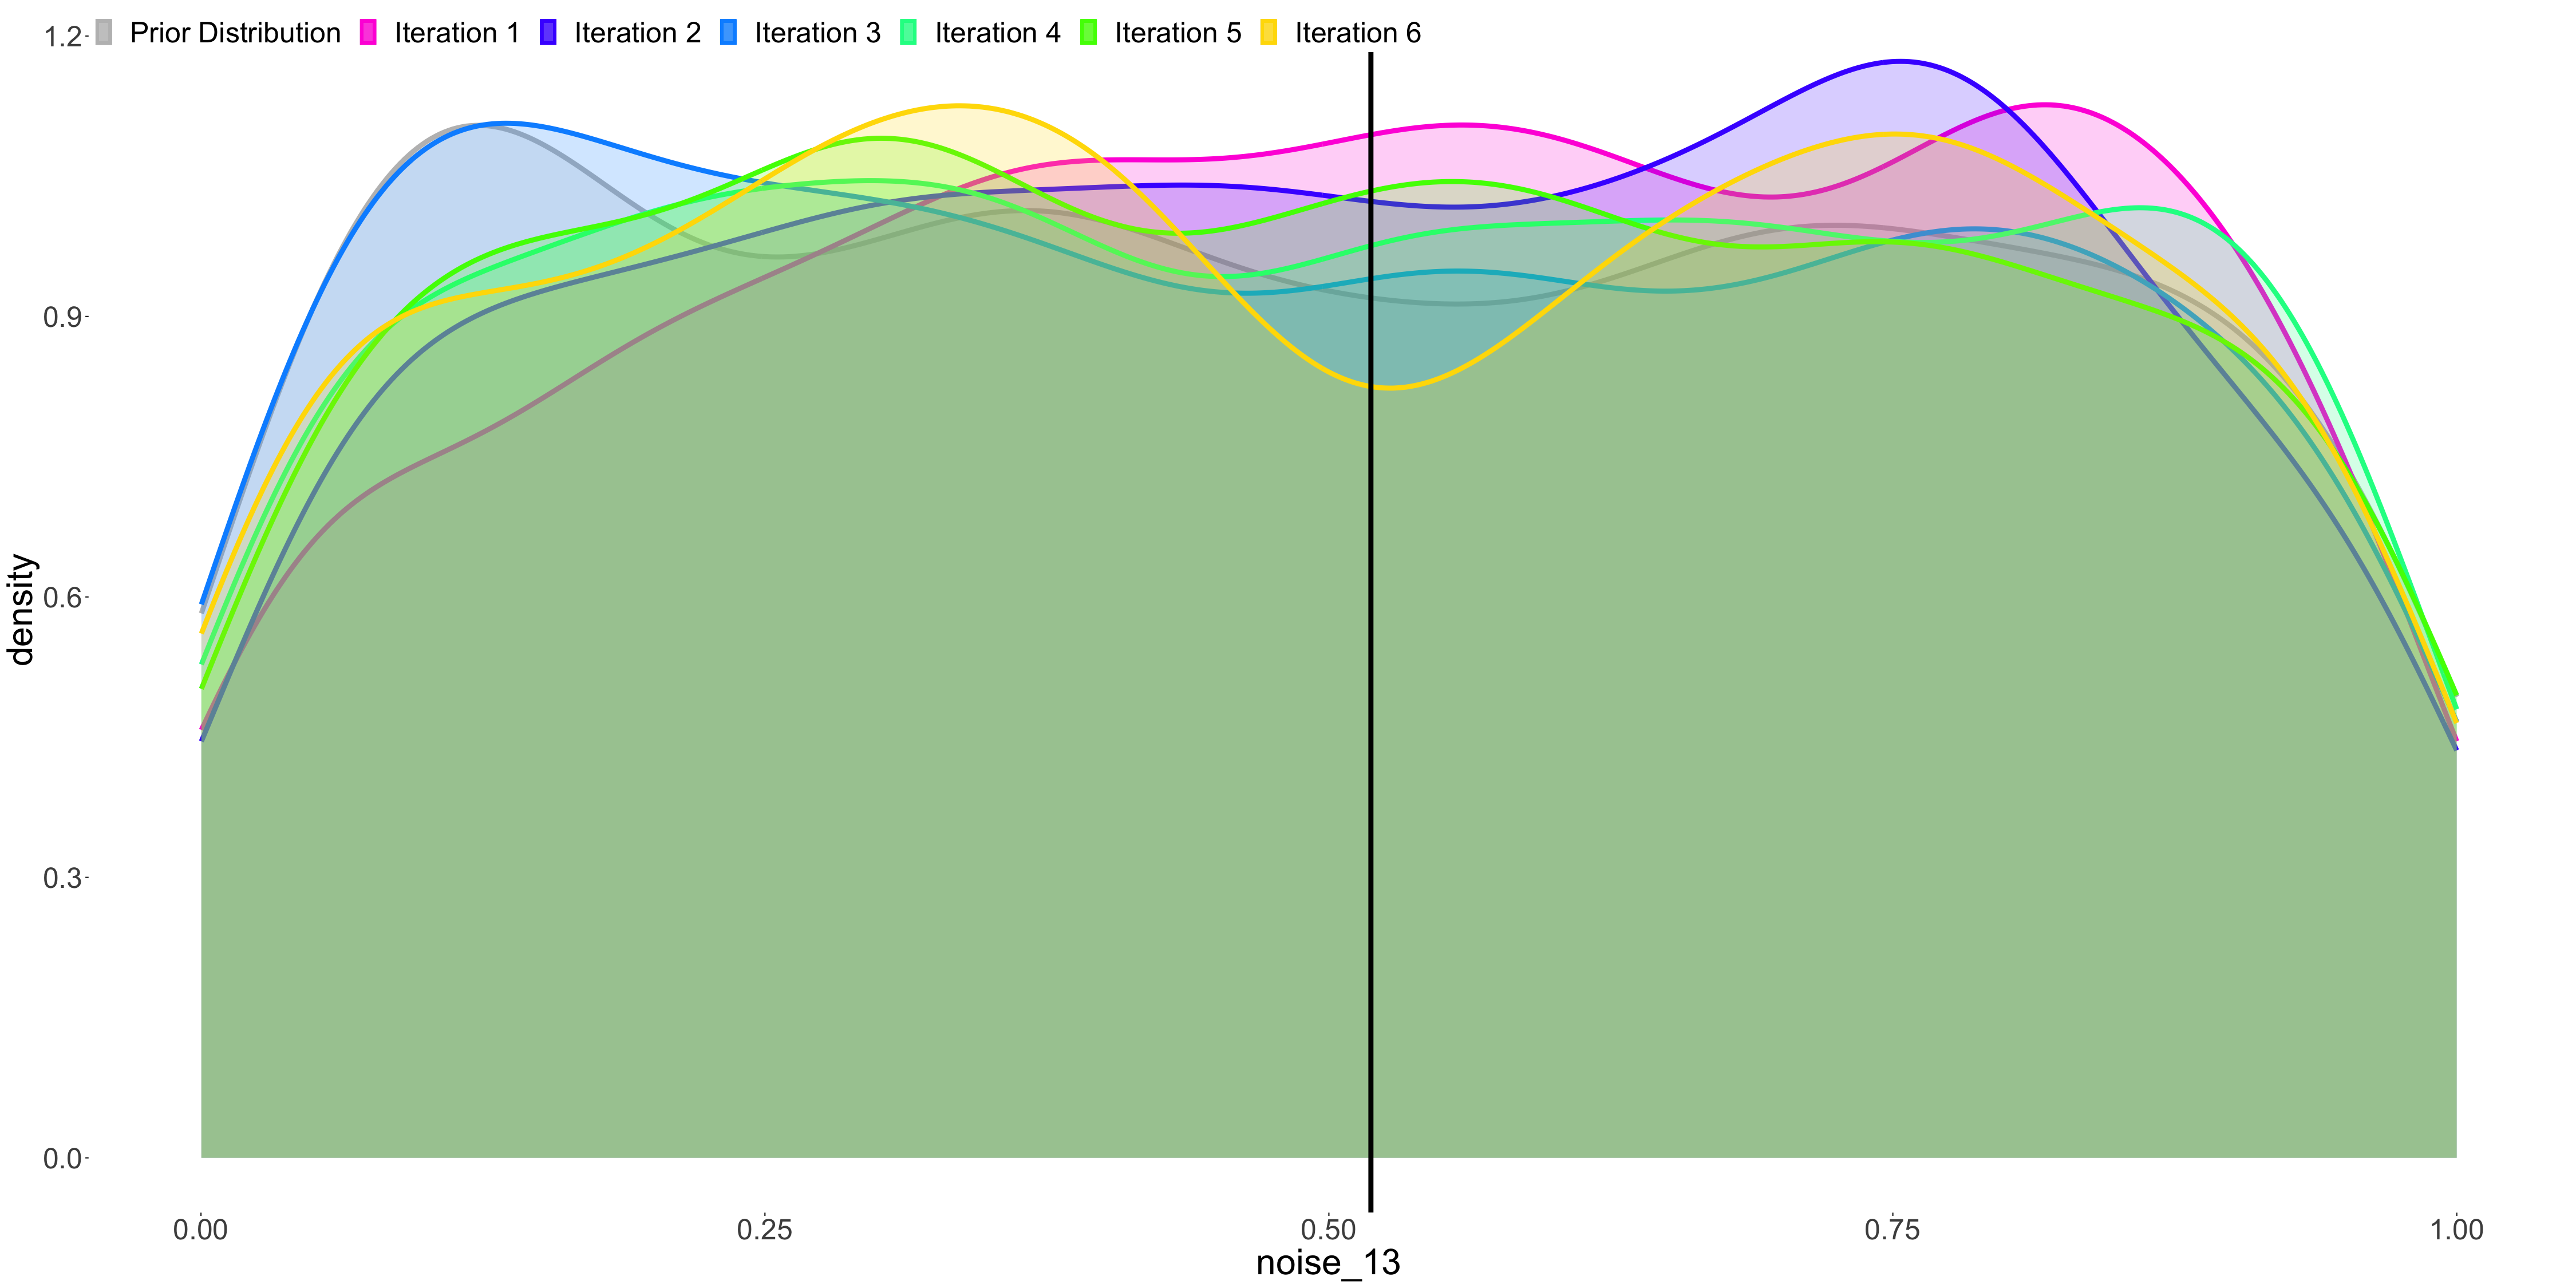 Prior Distribution Iteration 1 Iteration 2 Iteration 3 Iteration 4 Iteration 5 Iteration 6
1.2
0.9
0.6
0.3
0.0
density
0.00 0.25 0.50 0.75 1.00
noise_13